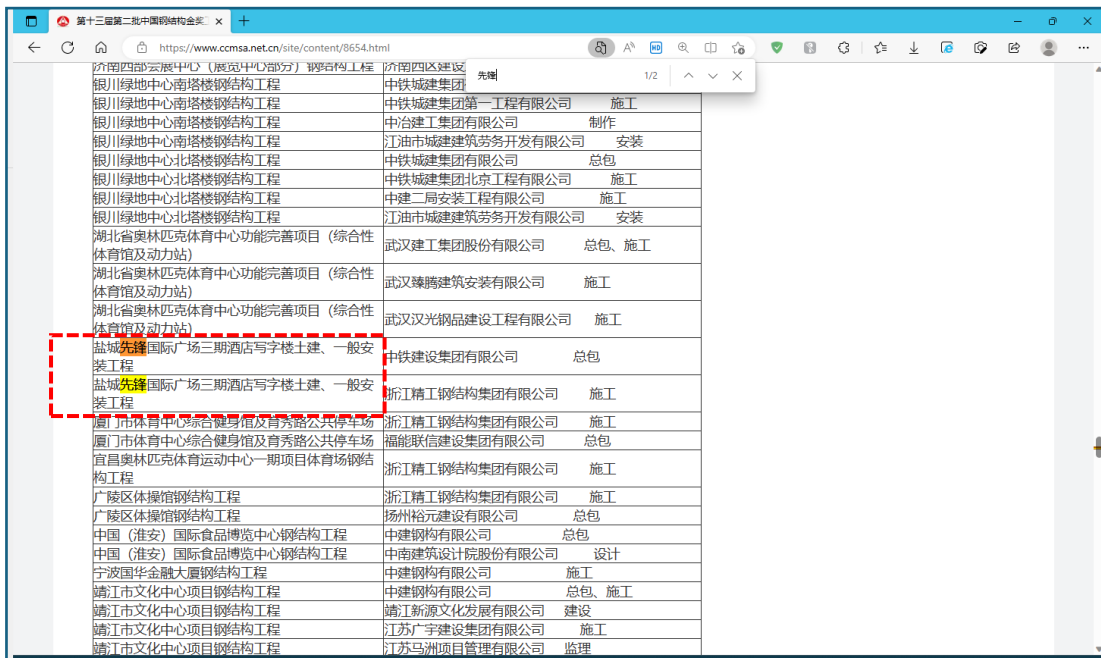 第十三届第二批中国钢结构金奖
https://www.ccmsa.net.cn/site/content/8654.html
先锋 1/2
济南西部会展中心（展览中心部分）钢结构工程 济南西区建设
银川绿地中心南塔楼钢结构工程 中铁城建集团
银川绿地中心南塔楼钢结构工程 中铁城建集团第一工程有限公司 施工
银川绿地中心南塔楼钢结构工程 中冶建工集团有限公司 制作
银川绿地中心南塔楼钢结构工程 江油市城建建筑劳务开发有限公司 安装
银川绿地中心北塔楼钢结构工程 中铁城建集团有限公司 总包
银川绿地中心北塔楼钢结构工程 中铁城建集团北京工程有限公司 施工
银川绿地中心北塔楼钢结构工程 中建二局安装工程有限公司 施工
银川绿地中心北塔楼钢结构工程 江油市城建建筑劳务开发有限公司 安装
湖北省奥林匹克体育中心功能完善项目（综合性
体育馆及动力站）
武汉建工集团股份有限公司 总包、施工
湖北省奥林匹克体育中心功能完善项目（综合性
体育馆及动力站）
武汉臻腾建筑安装有限公司 施工
湖北省奥林匹克体育中心功能完善项目（综合性
体育馆及动力站）
武汉汉光钢品建设工程有限公司 施工
盐城先锋国际广场三期酒店写字楼土建、一般安
装工程
中铁建设集团有限公司 总包
盐城先锋国际广场三期酒店写字楼土建、一般安
装工程
浙江精工钢结构集团有限公司 施工
厦门市体育中心综合健身馆及育秀路公共停车场 浙江精工钢结构集团有限公司 施工
厦门市体育中心综合健身馆及育秀路公共停车场 福能联信建设集团有限公司 总包
宜昌奥林匹克体育运动中心一期项目体育场钢结
构工程
浙江精工钢结构集团有限公司 施工
广陵区体操馆钢结构工程 浙江精工钢结构集团有限公司 施工
广陵区体操馆钢结构工程 扬州裕元建设有限公司 总包
中国（淮安）国际食品博览中心钢结构工程 中建钢构有限公司 总包
中国（淮安）国际食品博览中心钢结构工程 中南建筑设计院股份有限公司 设计
宁波国华金融大厦钢结构工程 中建钢构有限公司 施工
靖江市文化中心项目钢结构工程 中建钢构有限公司 总包、施工
靖江市文化中心项目钢结构工程 靖江新源文化发展有限公司 建设
靖江市文化中心项目钢结构工程 江苏广宇建设集团有限公司 施工
靖江市文化中心项目钢结构工程 江苏马洲项目管理有限公司 监理